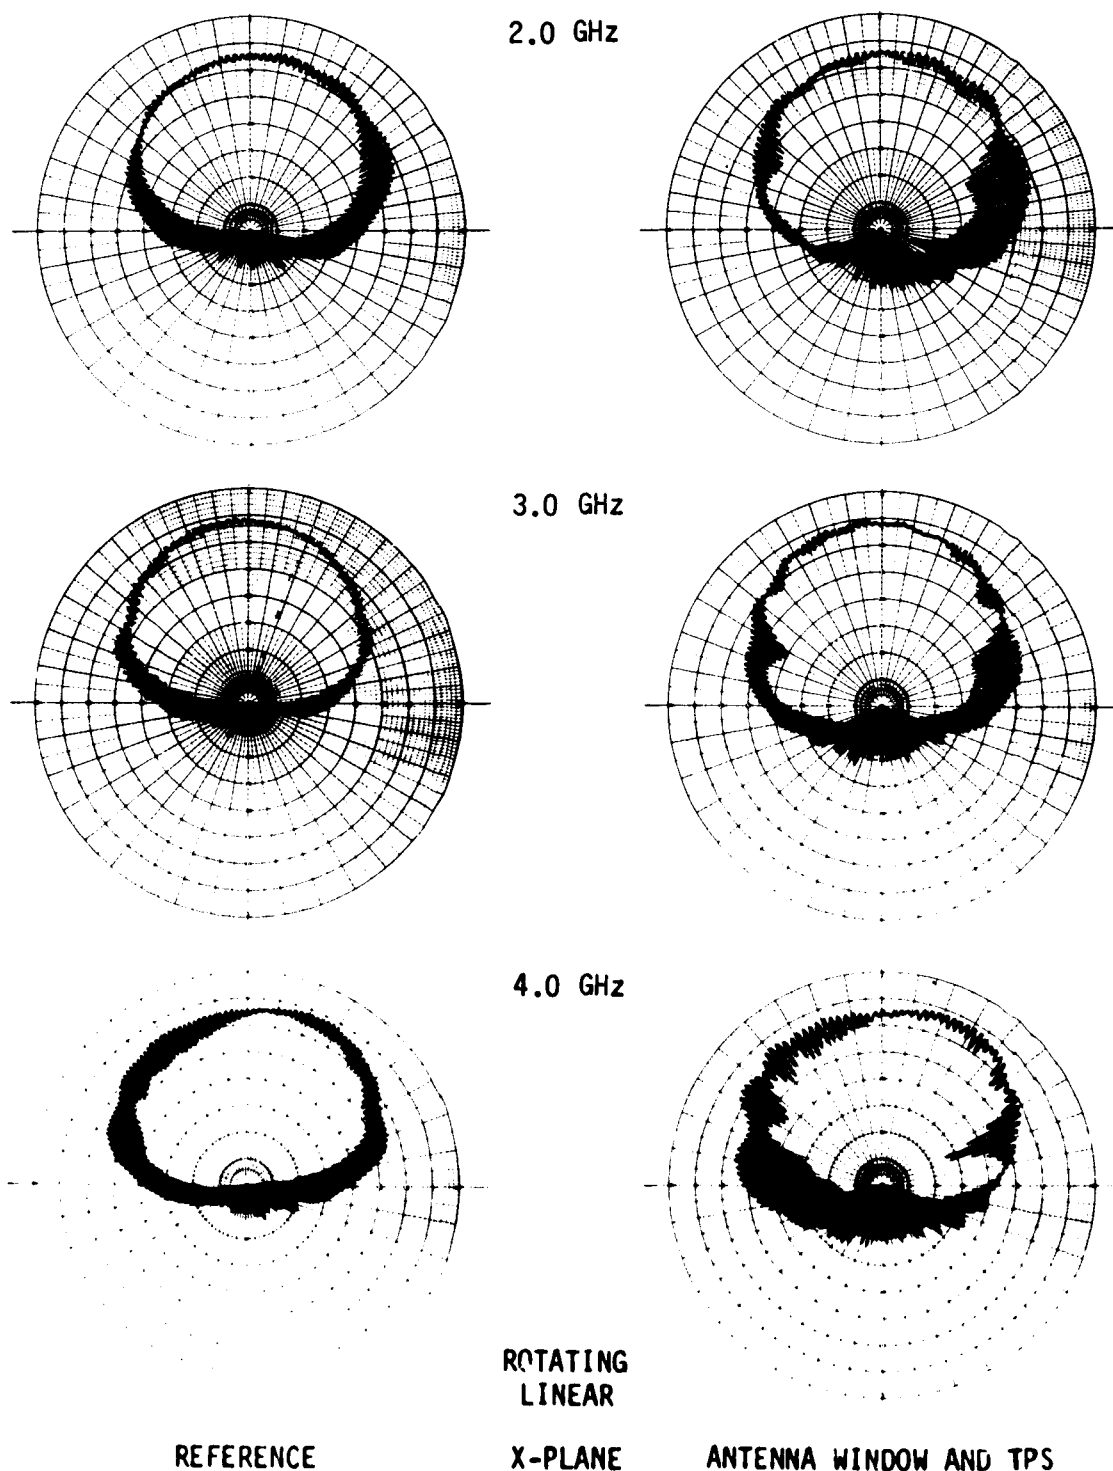 2.0 GHz
3.0 GHz
4.0 GHz
ROTATING
LINEAR
REFERENCE
X-PLANE
ANTENNA WINDOW AND TPS